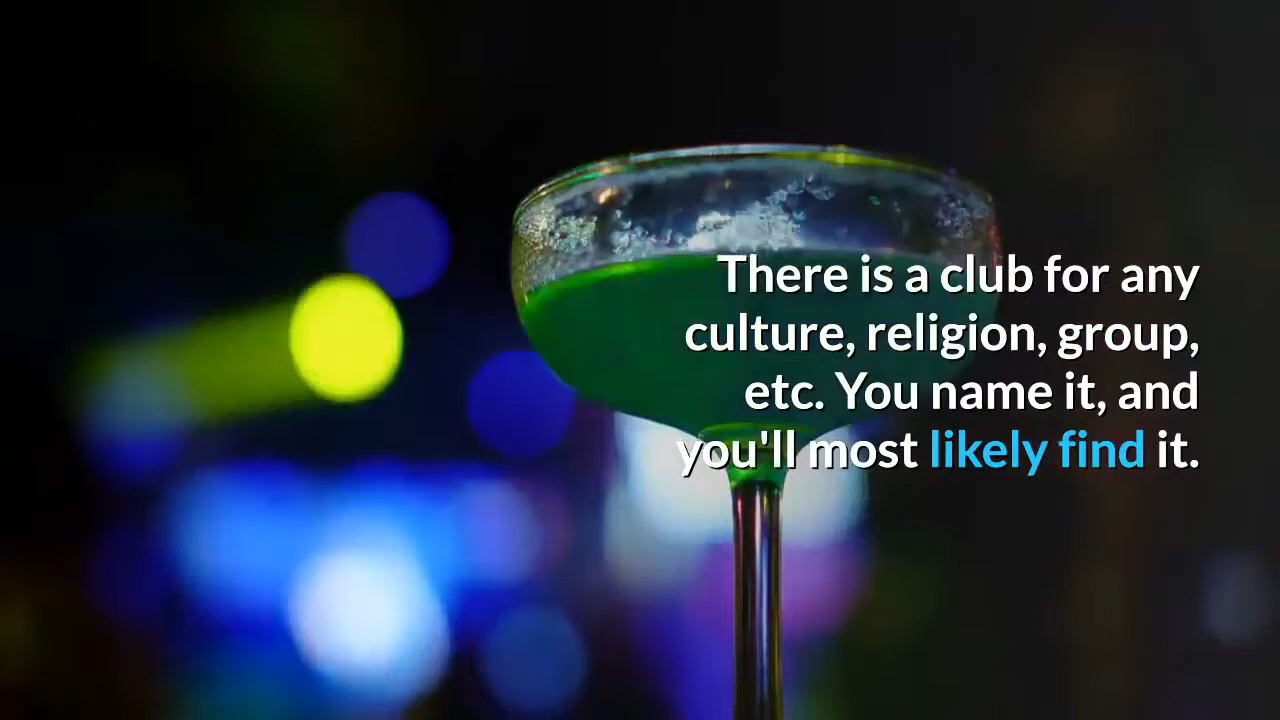 There is a club for any
culture, religion, group,
etc. You name it, and
you'll most likely find it.